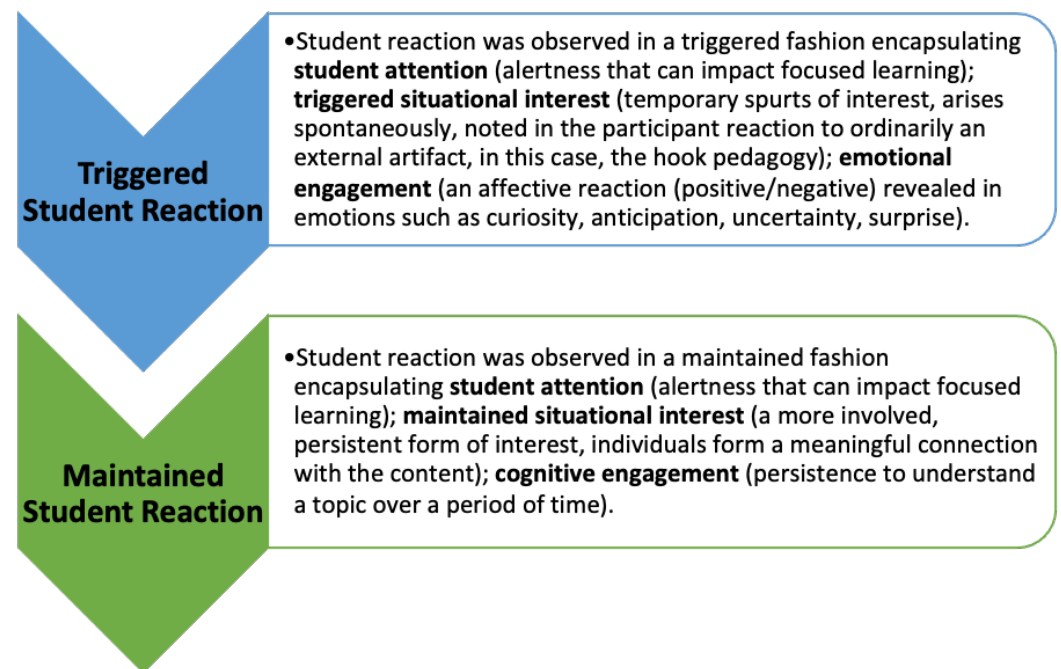 Triggered
Student Reaction
•Student reaction was observed in a triggered fashion encapsulating
student attention (alertness that can impact focused learning);
triggered situational interest (temporary spurts of interest, arises
spontaneously, noted in the participant reaction to ordinarily an
external artifact, in this case, the hook pedagogy); emotional
engagement (an affective reaction (positive/negative) revealed in
emotions such as curiosity, anticipation, uncertainty, surprise).
Maintained
Student Reaction
•Student reaction was observed in a maintained fashion
encapsulating student attention (alertness that can impact focused
learning); maintained situational interest (a more involved,
persistent form of interest, individuals form a meaningful connection
with the content); cognitive engagement (persistence to understand
a topic over a period of time).